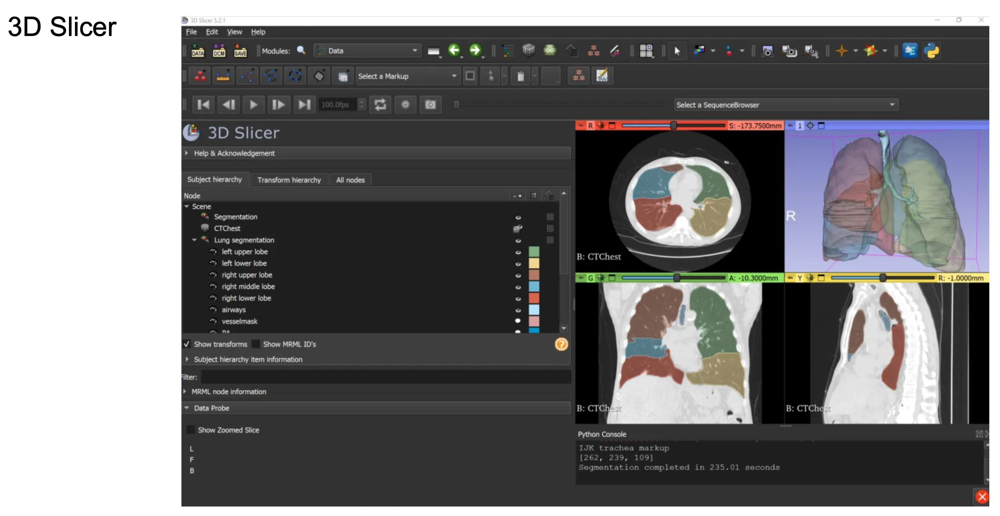 3D Slicer
3D Slicer 5.2.1
File Edit View Help
DATA DCM SAVE Modules: Data
Select a Markup
100.0fps Select a SequenceBrowser
3D Slicer
Help & Acknowledgement
Subject hierarchy Transform hierarchy All nodes
Node
Scene
Segmentation
CTChest
Lung segmentation
left upper lobe
left lower lobe
right upper lobe
right middle lobe
right lower lobe
airways
vesselmask
Show transforms Show MRML ID's
Subject hierarchy item information
Filter:
MRML node information
Data Probe
Show Zoomed Slice
L
F
B
R S: -173.7500mm
B: CTChest
1
R
G A: -10.3000mm
B: CTChest
Y R: -1.0000mm
B: CTChest
Python Console
IJK trachea markup
[262, 239, 109]
Segmentation completed in 235.01 seconds